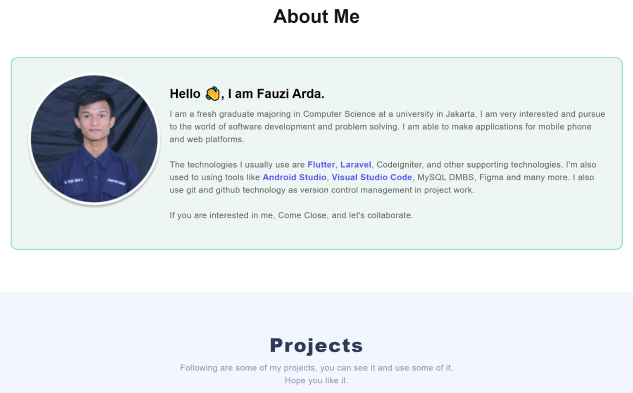 About Me
Hello 👋, I am Fauzi Arda.
I am a fresh graduate majoring in Computer Science at a university in Jakarta. I am very interested and pursue
to the world of software development and problem solving. I am able to make applications for mobile phone
and web platforms.
The technologies I usually use are Flutter, Laravel, Codeigniter, and other supporting technologies. I'm also
used to using tools like Android Studio, Visual Studio Code, MySQL DMBS, Figma and many more. I also
use git and github technology as version control management in project work.
If you are interested in me, Come Close, and let's collaborate.
Projects
Following are some of my projects, you can see it and use some of it.
Hope you like it.